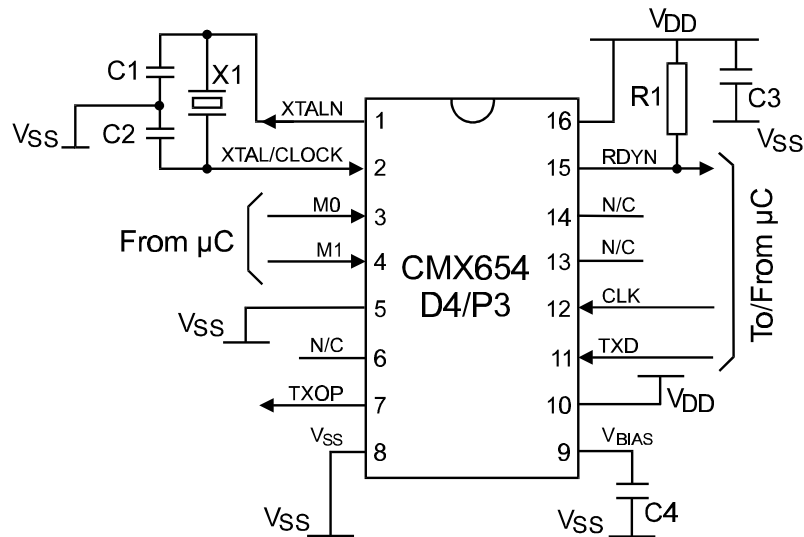 VDD
C1
X1
C2
VSS
XTALN
XTAL/CLOCK
M0
From µC
M1
VSS
N/C
TXOP
VSS
VSS
1
2
3
4
5
6
7
8
CMX654
D4/P3
16
15
14
13
12
11
10
9
R1
C3
VSS
RDYN
N/C
N/C
CLK
TXD
To/From µC
VDD
VBIAS
C4
VSS